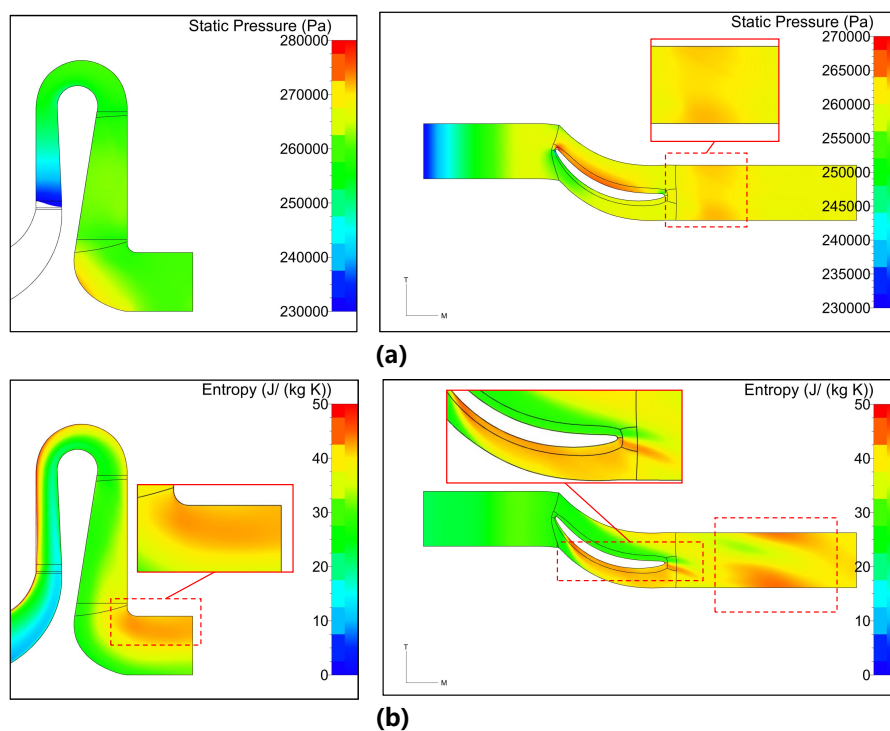 Static Pressure (Pa)
280000
270000
260000
250000
240000
230000
Static Pressure (Pa)
270000
265000
260000
255000
250000
245000
240000
235000
230000
T
M
(a)
Entropy (J/ (kg K))
50
40
30
20
10
0
Entropy (J/ (kg K))
50
40
30
20
10
0
T
M
(b)